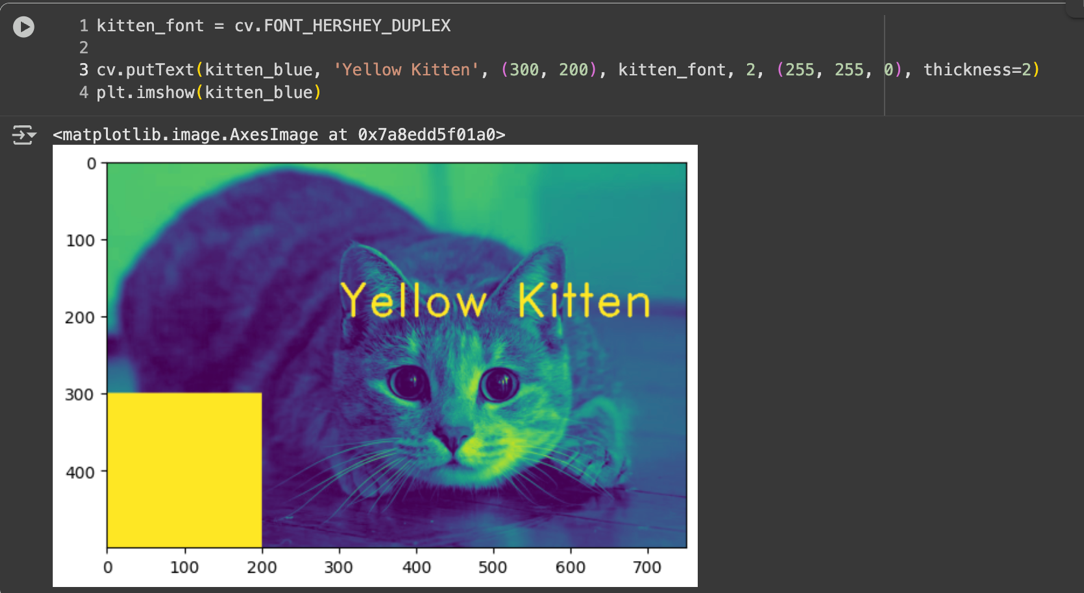 1 kitten_font = cv.FONT_HERSHEY_DUPLEX
2
3 cv.putText(kitten_blue, 'Yellow Kitten', (300, 200), kitten_font, 2, (255, 255, 0), thickness=2)
4 plt.imshow(kitten_blue)
<matplotlib.image.AxesImage at 0x7a8edd5f01a0>
0
100
Yellow Kitten
200
300
400
0 100 200 300 400 500 600 700